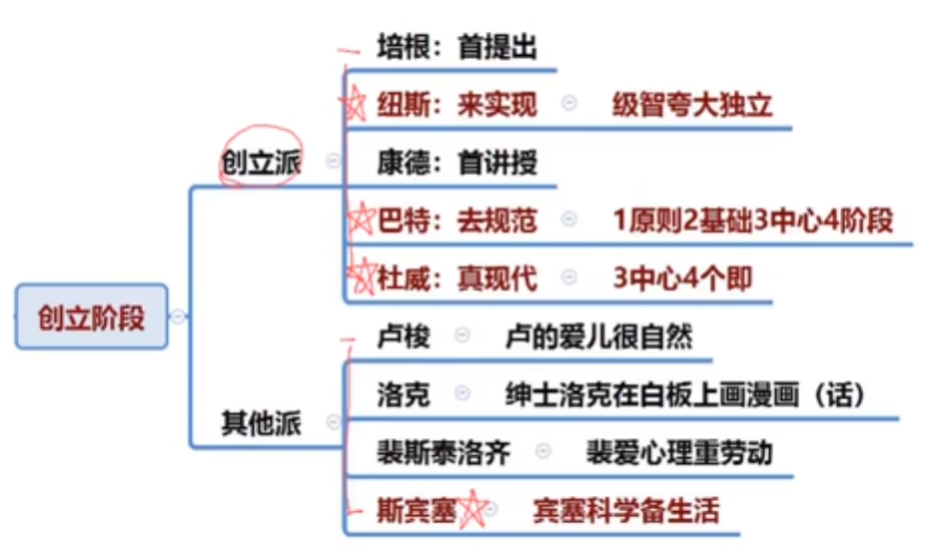 培根：首提出
纽斯：来实现 级智夸大独立
创立派
康德：首讲授
巴特：去规范 1原则2基础3中心4阶段
杜威：真现代 3中心4个即
创立阶段
卢梭 卢的爱儿很自然
洛克 绅士洛克在白板上画漫画（话）
其他派
裴斯泰洛齐 裴爱心理重劳动
斯宾塞 宾塞科学备生活